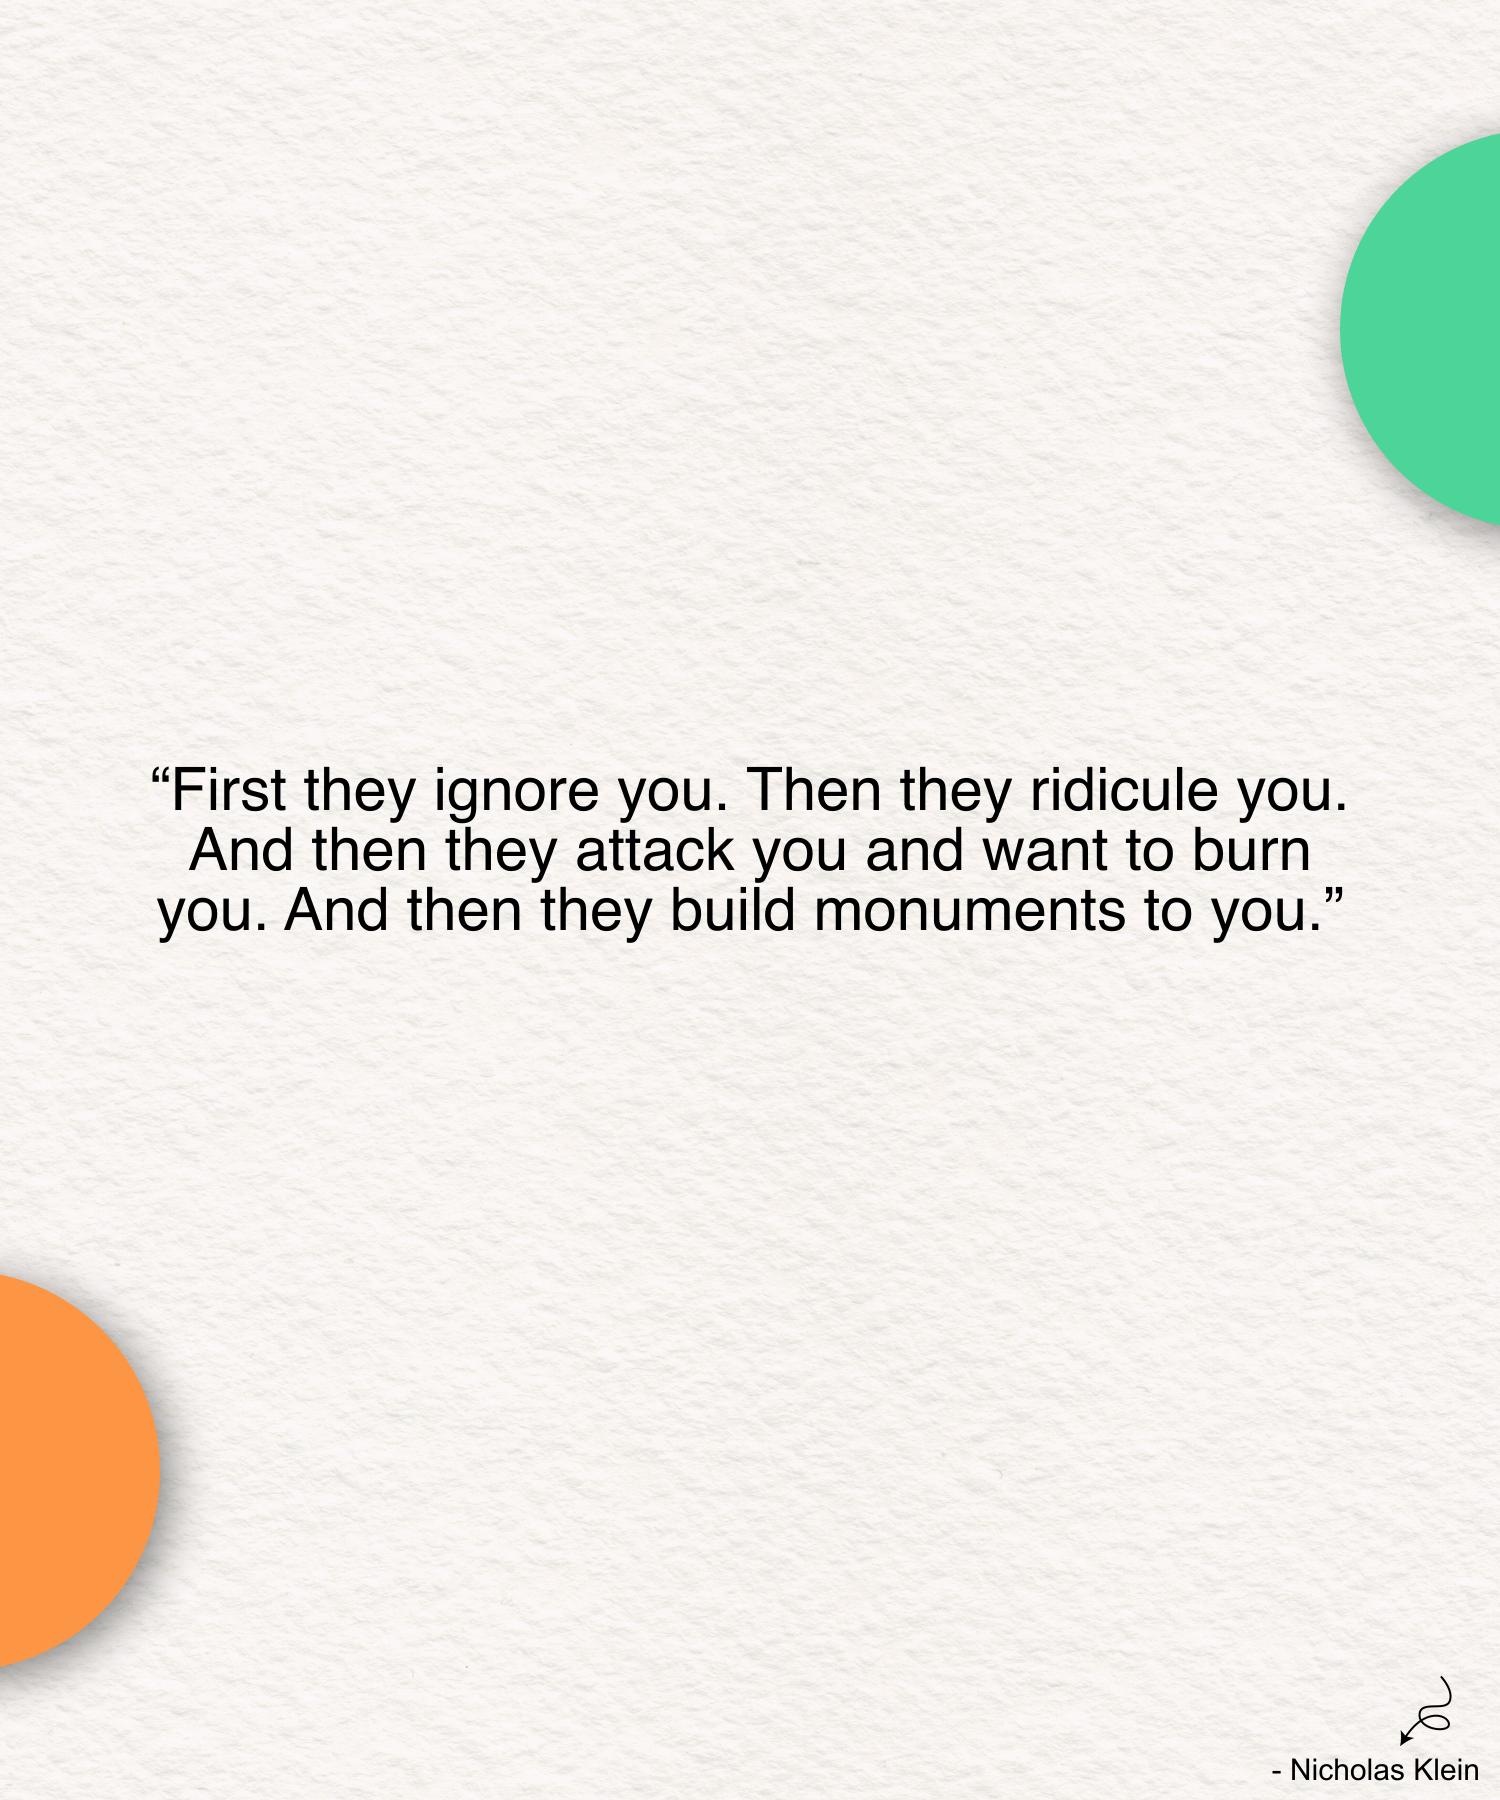 “First they ignore you. Then they ridicule you.
And then they attack you and want to burn
you. And then they build monuments to you.”
- Nicholas Klein